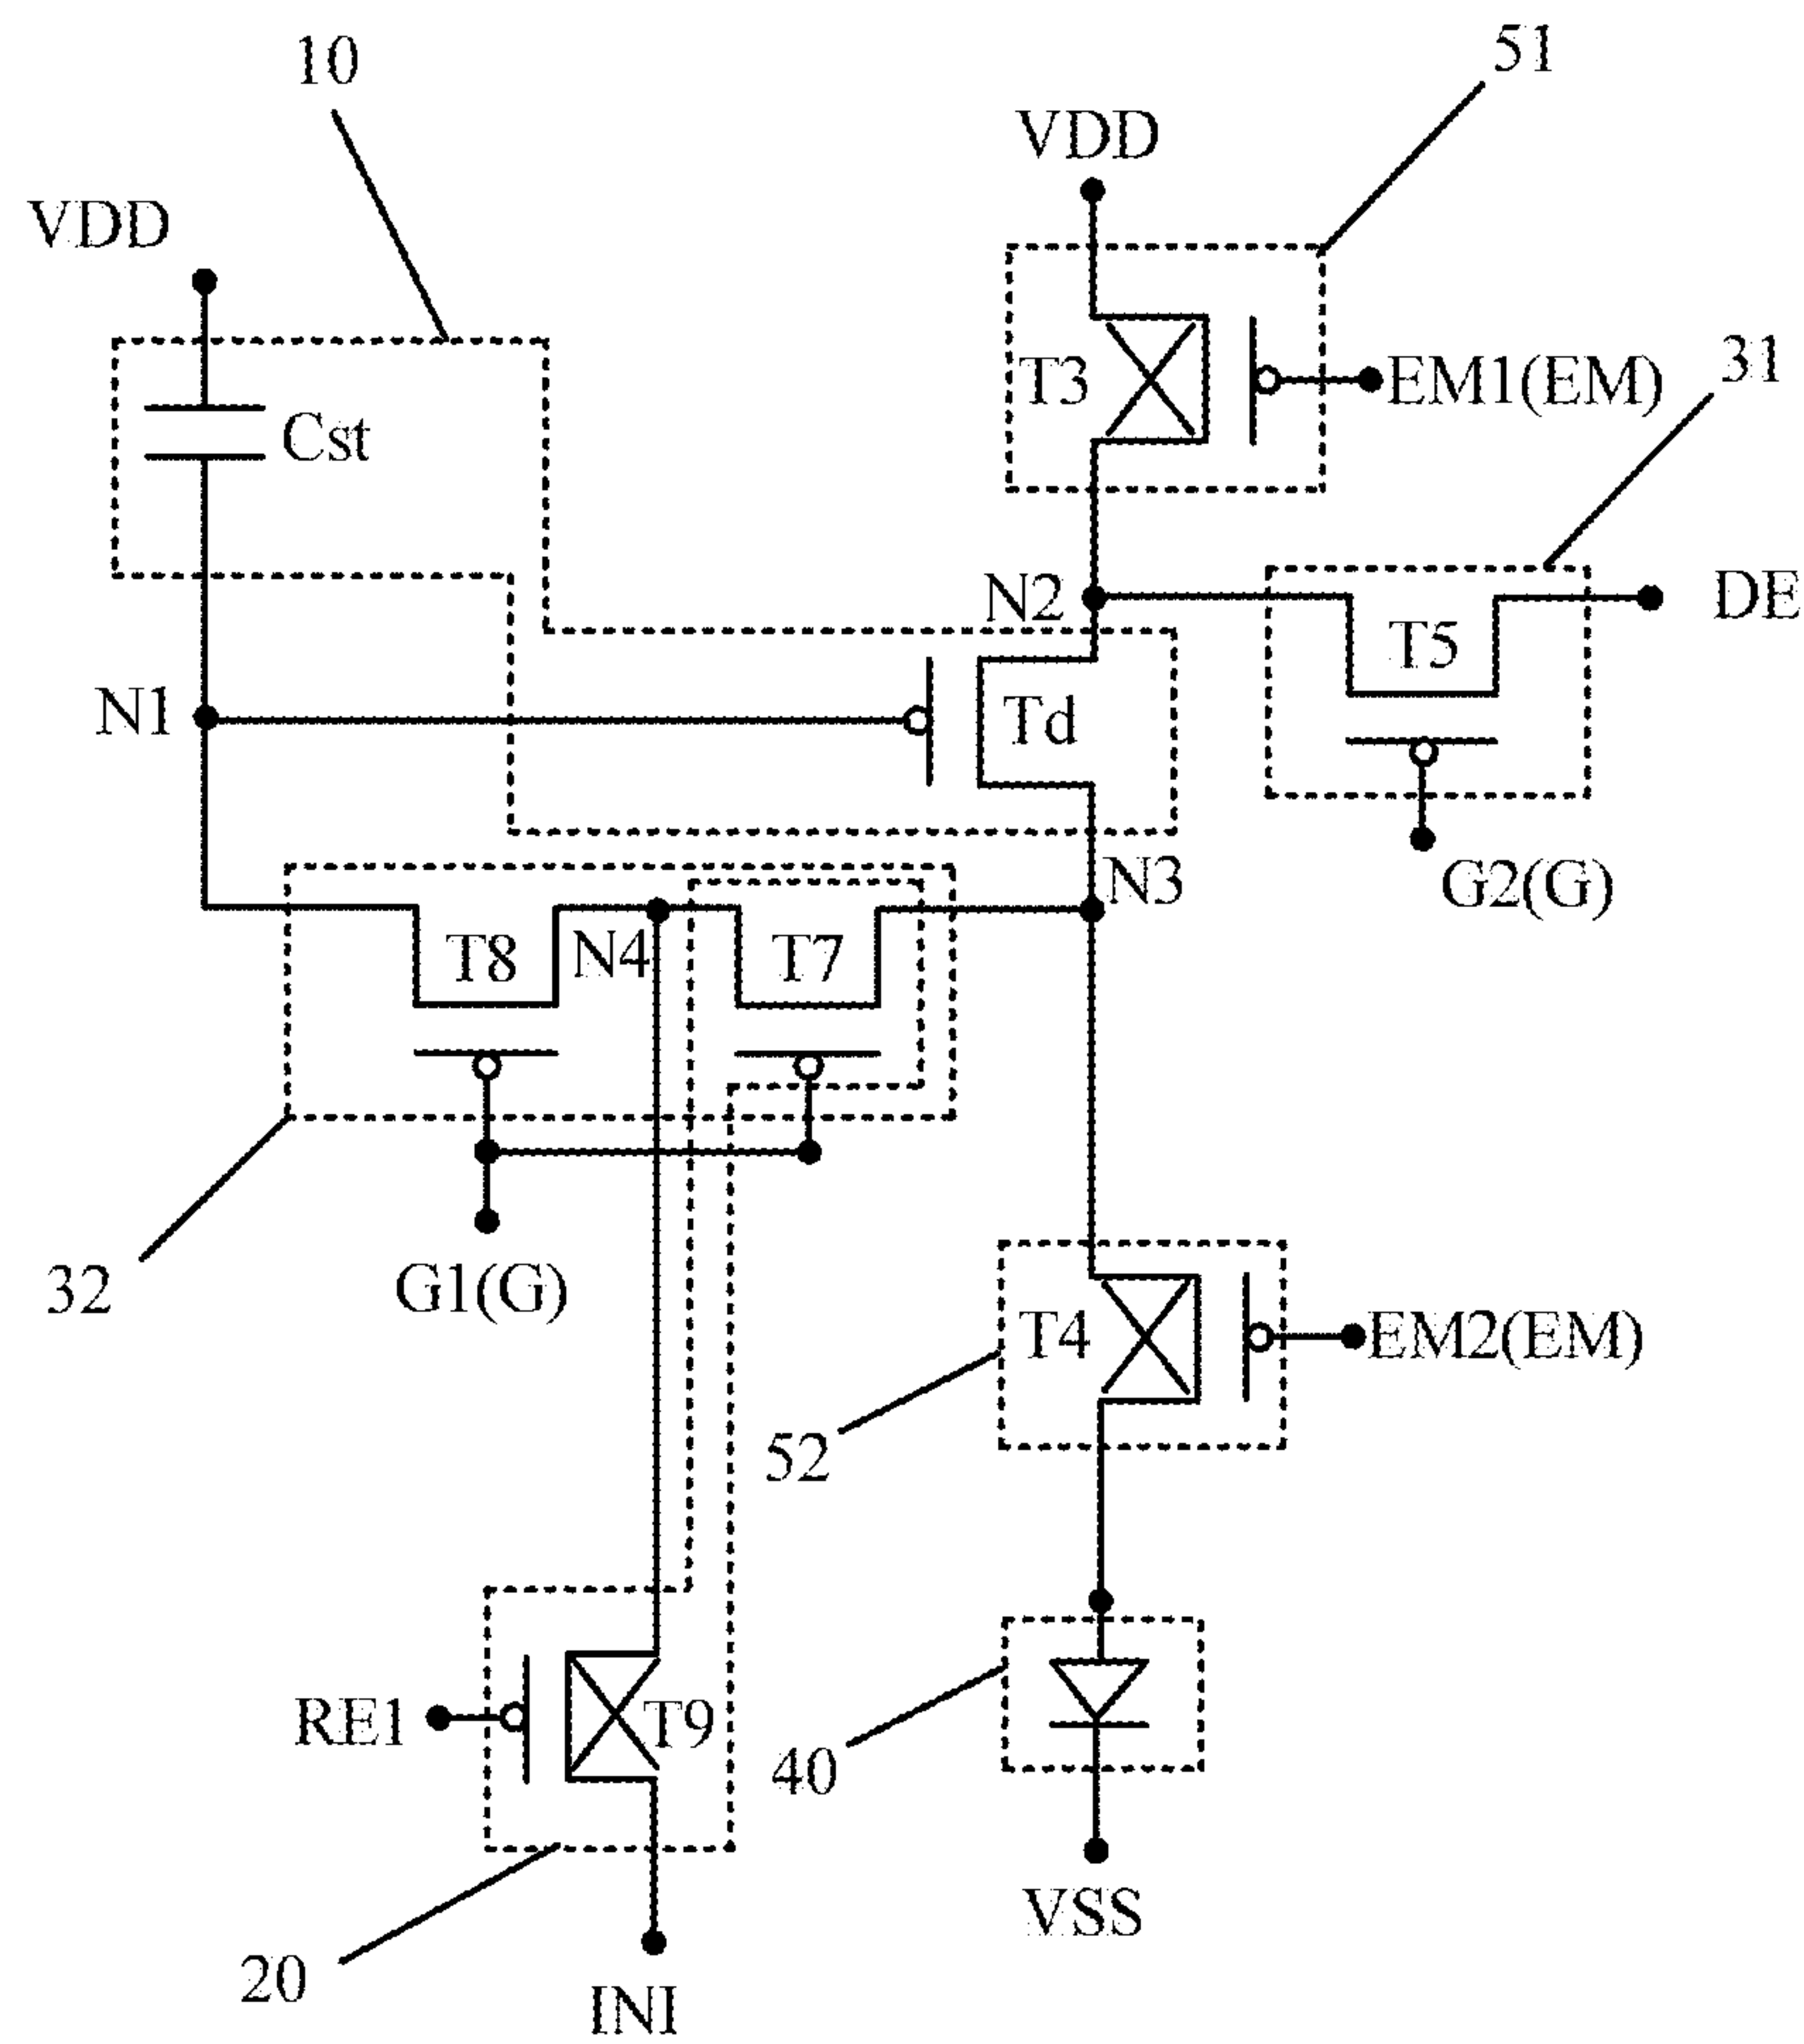 10
51
VDD
VDD
Cst
T3
EM1(EM)
31
N2
T5
DE
N1
Td
N3
G2(G)
T8
N4
T7
32
G1(G)
T4
EM2(EM)
52
RE1
T9
40
VSS
20
INI